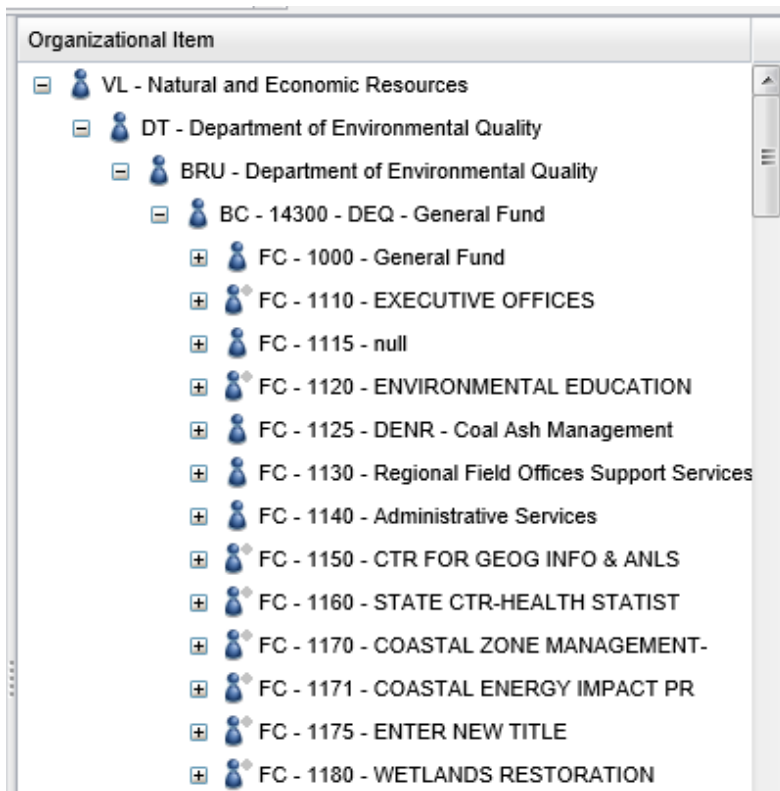 Organizational Item
VL - Natural and Economic Resources
DT - Department of Environmental Quality
BRU - Department of Environmental Quality
BC - 14300 - DEQ - General Fund
FC - 1000 - General Fund
FC - 1110 - EXECUTIVE OFFICES
FC - 1115 - null
FC - 1120 - ENVIRONMENTAL EDUCATION
FC - 1125 - DENR - Coal Ash Management
FC - 1130 - Regional Field Offices Support Services
FC - 1140 - Administrative Services
FC - 1150 - CTR FOR GEOG INFO & ANLS
FC - 1160 - STATE CTR-HEALTH STATIST
FC - 1170 - COASTAL ZONE MANAGEMENT-
FC - 1171 - COASTAL ENERGY IMPACT PR
FC - 1175 - ENTER NEW TITLE
FC - 1180 - WETLANDS RESTORATION